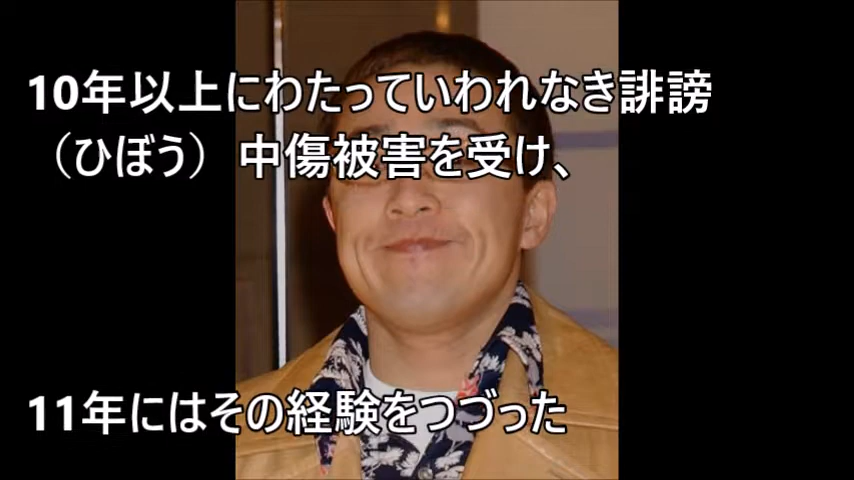 10年以上にわたっていわれなき誹謗
（ひぼう） 中傷被害を受け、
11年にはその経験をつづった